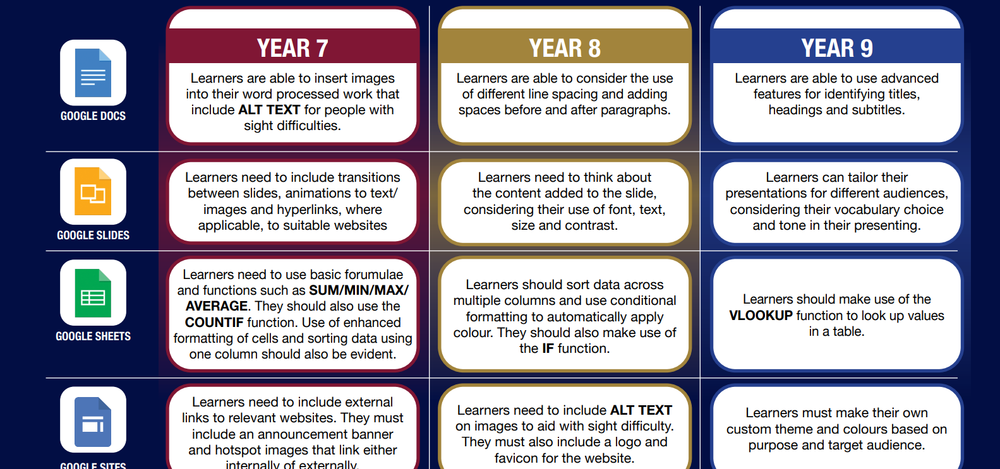 YEAR 7
YEAR 8
YEAR 9
GOOGLE DOCS
Learners are able to insert images
into their word processed work that
include ALT TEXT for people with
sight difficulties.
Learners are able to consider the use
of different line spacing and adding
spaces before and after paragraphs.
Learners are able to use advanced
features for identifying titles,
headings and subtitles.
GOOGLE SLIDES
Learners need to include transitions
between slides, animations to text/
images and hyperlinks, where
applicable, to suitable websites
Learners need to think about
the content added to the slide,
considering their use of font, text,
size and contrast.
Learners can tailor their
presentations for different audiences,
considering their vocabulary choice
and tone in their presenting.
GOOGLE SHEETS
Learners need to use basic forumulae
and functions such as SUM/MIN/MAX/
AVERAGE. They should also use the
COUNTIF function. Use of enhanced
formatting of cells and sorting data using
one column should also be evident.
Learners should sort data across
multiple columns and use conditional
formatting to automatically apply
colour. They should also make use of
the IF function.
Learners should make use of the
VLOOKUP function to look up values
in a table.
GOOGLE SITES
Learners need to include external
links to relevant websites. They must
include an announcement banner
and hotspot images that link either
internally of externally.
Learners need to include ALT TEXT
on images to aid with sight difficulty.
They must also include a logo and
favicon for the website.
Learners must make their own
custom theme and colours based on
purpose and target audience.